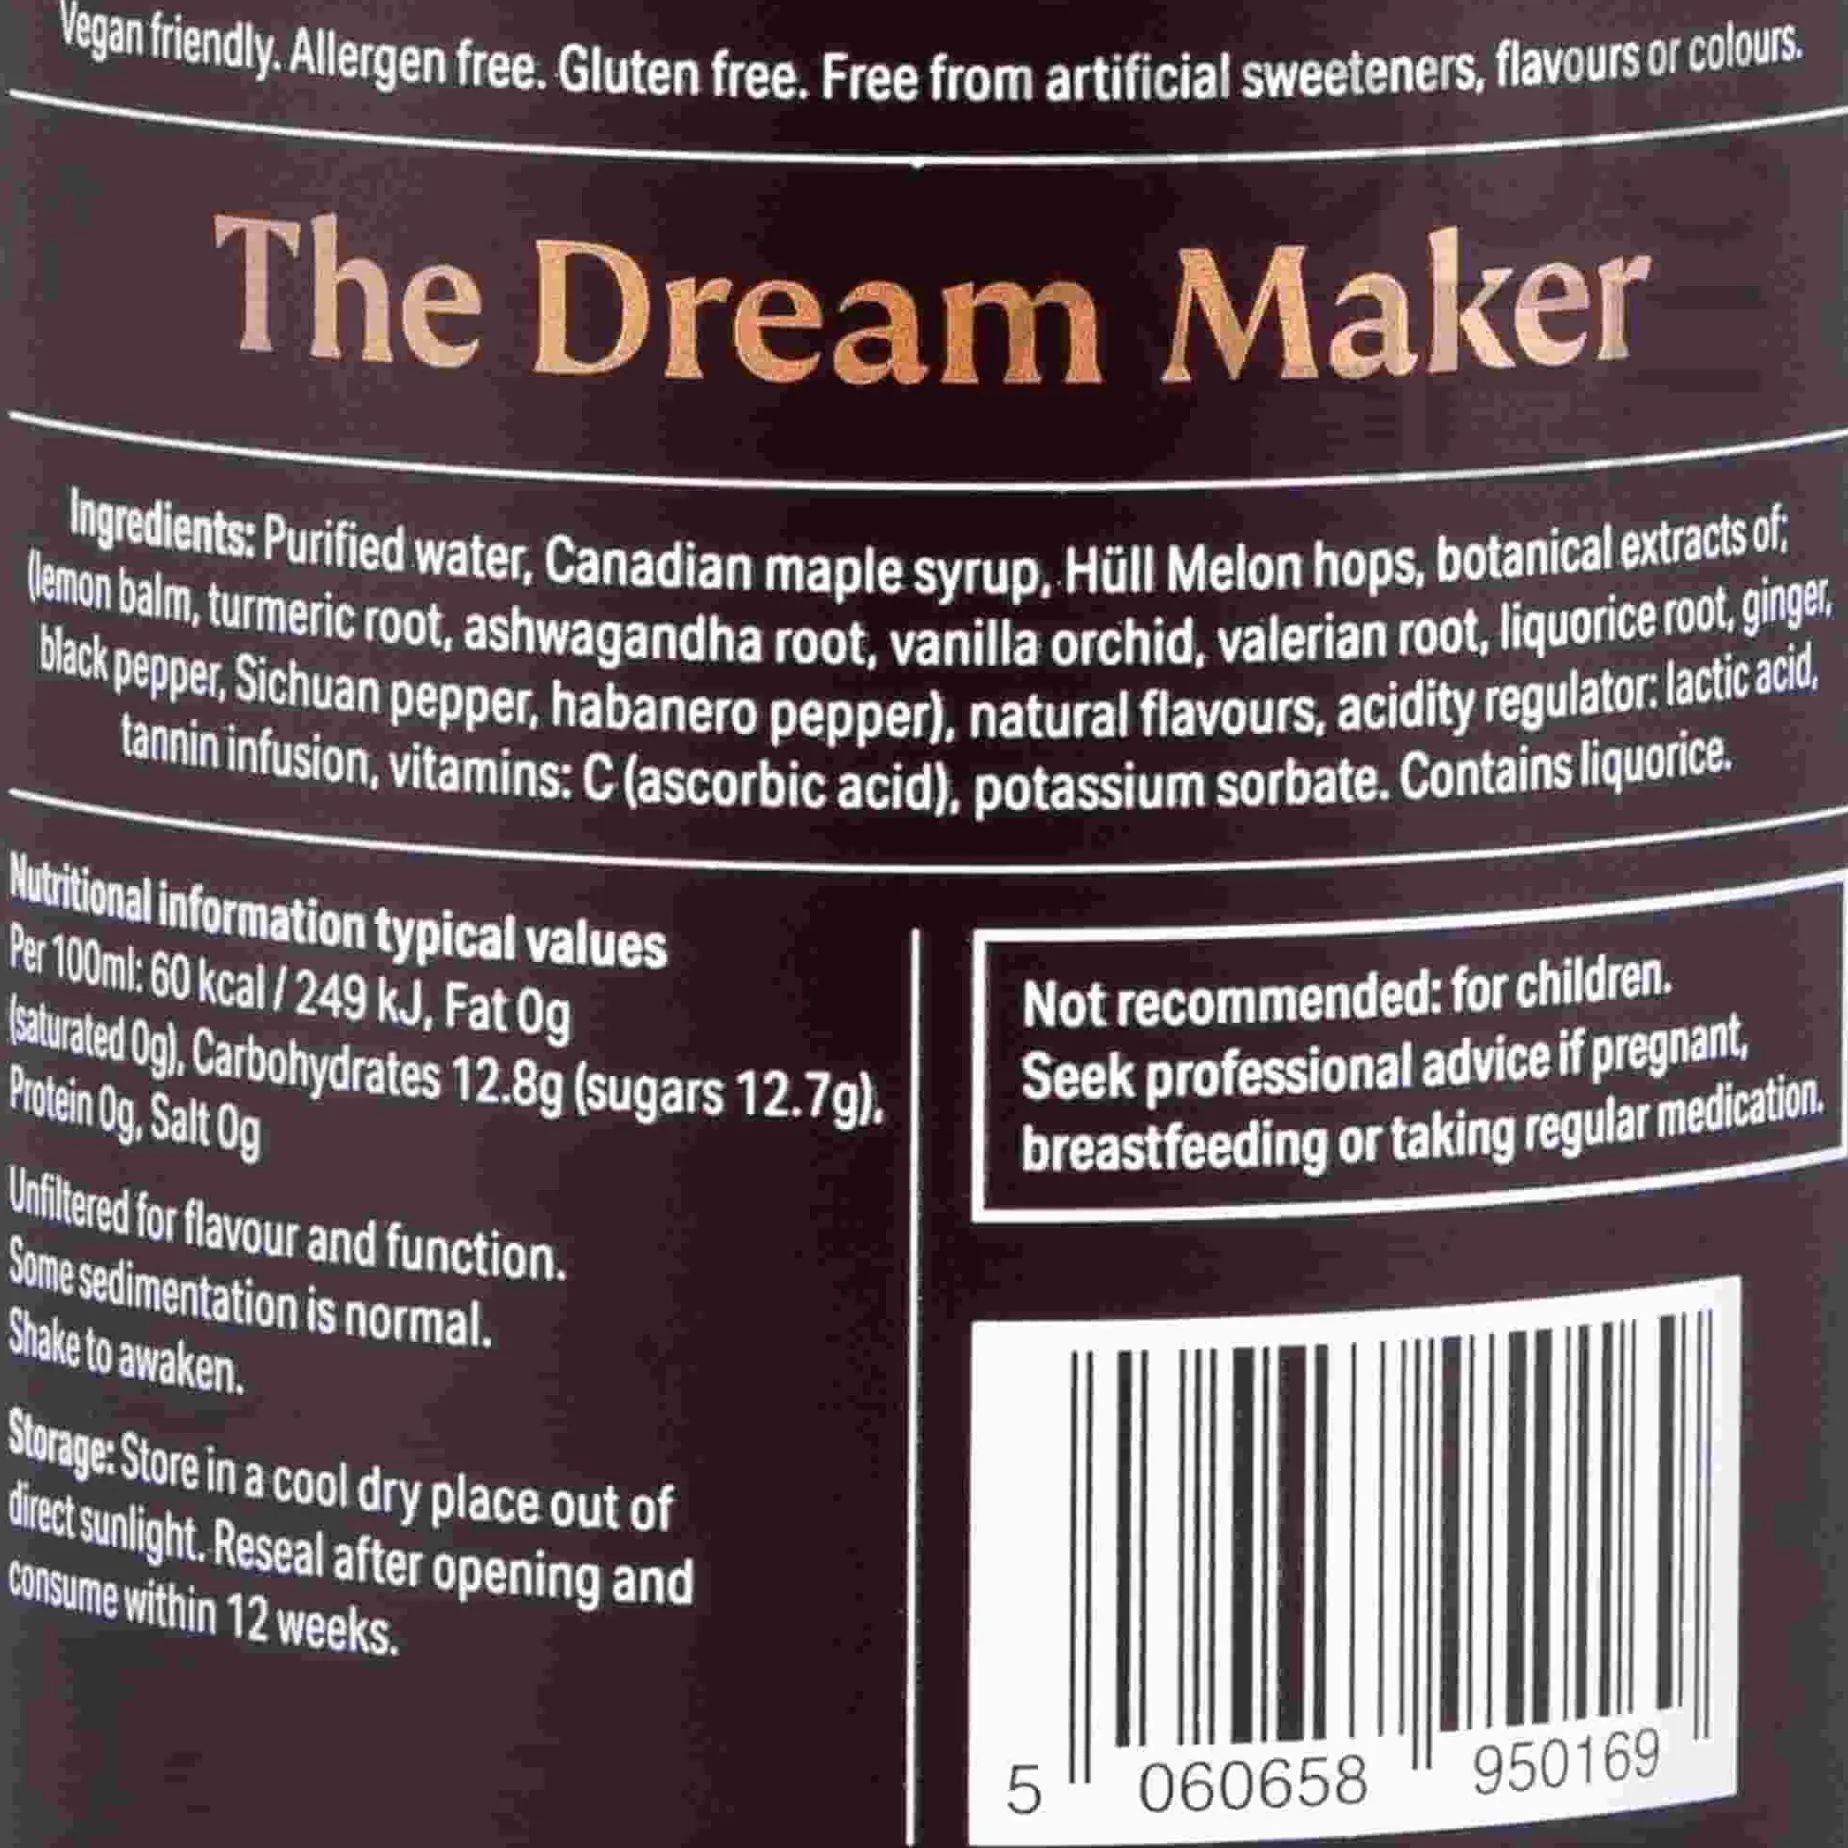 Vegan friendly. Allergen free. Gluten free. Free from artificial sweeteners, flavours or colours.
The Dream Maker
Ingredients: Purified water, Canadian maple syrup, Hüll Melon hops, botanical extracts of;
(lemon balm, turmeric root, ashwagandha root, vanilla orchid, valerian root, liquorice root, ginger,
black pepper, Sichuan pepper, habanero pepper), natural flavours, acidity regulator: lactic acid,
tannin infusion, vitamins: C (ascorbic acid), potassium sorbate. Contains liquorice.
Nutritional information typical values
Per 100ml: 60 kcal / 249 kJ, Fat 0g
(saturated 0g), Carbohydrates 12.8g (sugars 12.7g),
Protein 0g, Salt 0g
Unfiltered for flavour and function.
Some sedimentation is normal.
Shake to awaken.
Storage: Store in a cool dry place out of
direct sunlight. Reseal after opening and
consume within 12 weeks.
Not recommended: for children.
Seek professional advice if pregnant,
breastfeeding or taking regular medication.
5 060658 950169